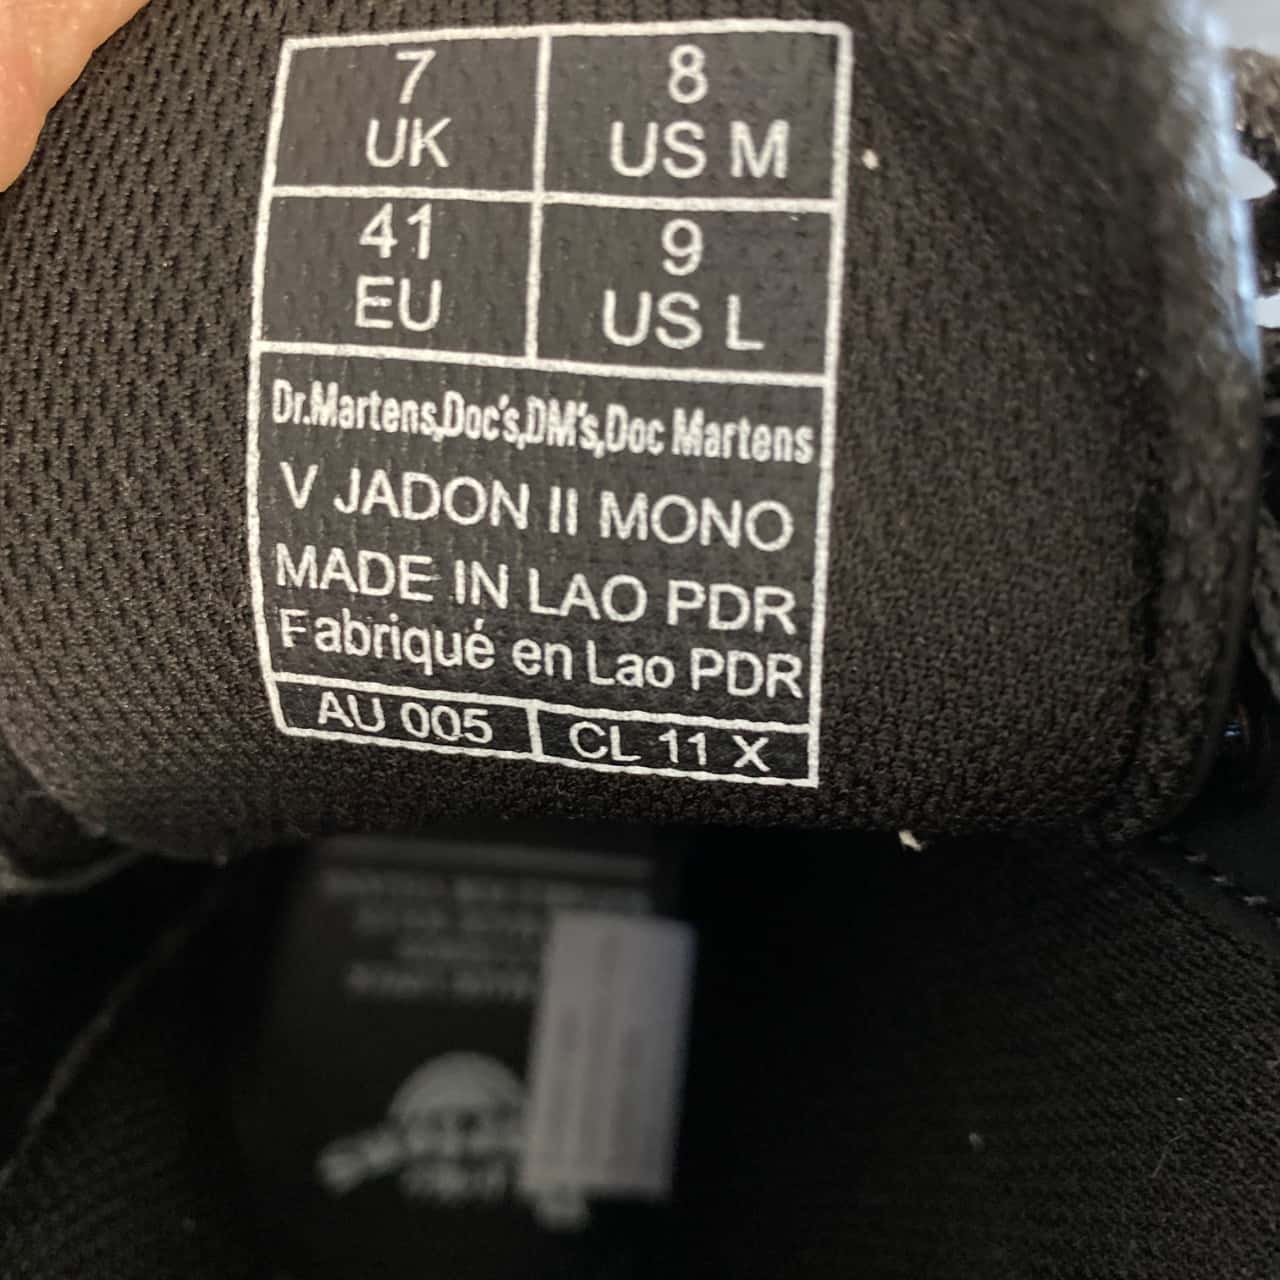 7 UK
8 US M
41 EU
9 US L
Dr.Martens,Doc's,DM's,Doc Martens
V JADON II MONO
MADE IN LAO PDR
Fabriqué en Lao PDR
AU 005
CL 11 X